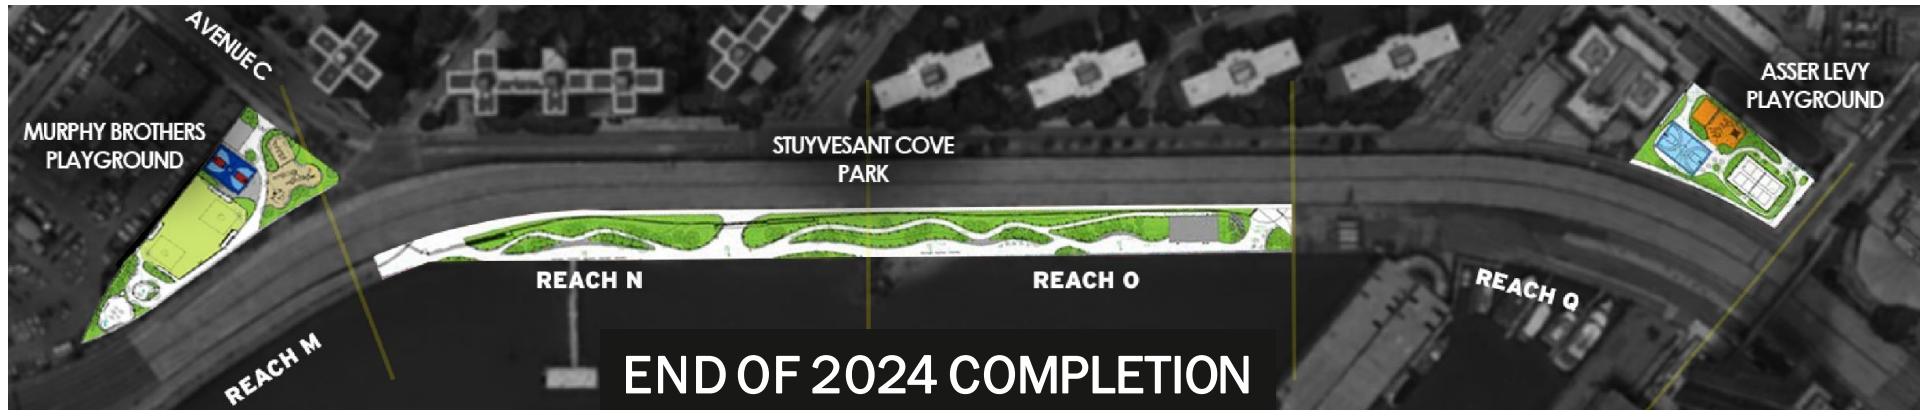 AVENUE C
MURPHY BROTHERS
PLAYGROUND
STUYVESANT COVE
PARK
ASSER LEVY
PLAYGROUND
REACH M
REACH N
REACH O
REACH Q
END OF 2024 COMPLETION